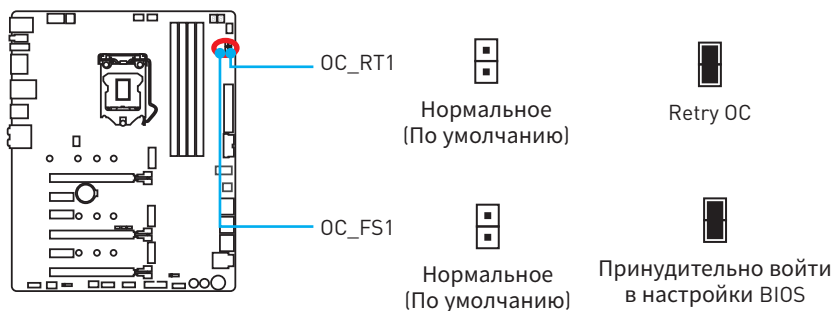 OC_RT1
Нормальное
(По умолчанию)
Retry OC
OC_FS1
Нормальное
(По умолчанию)
Принудительно войти
в настройки BIOS